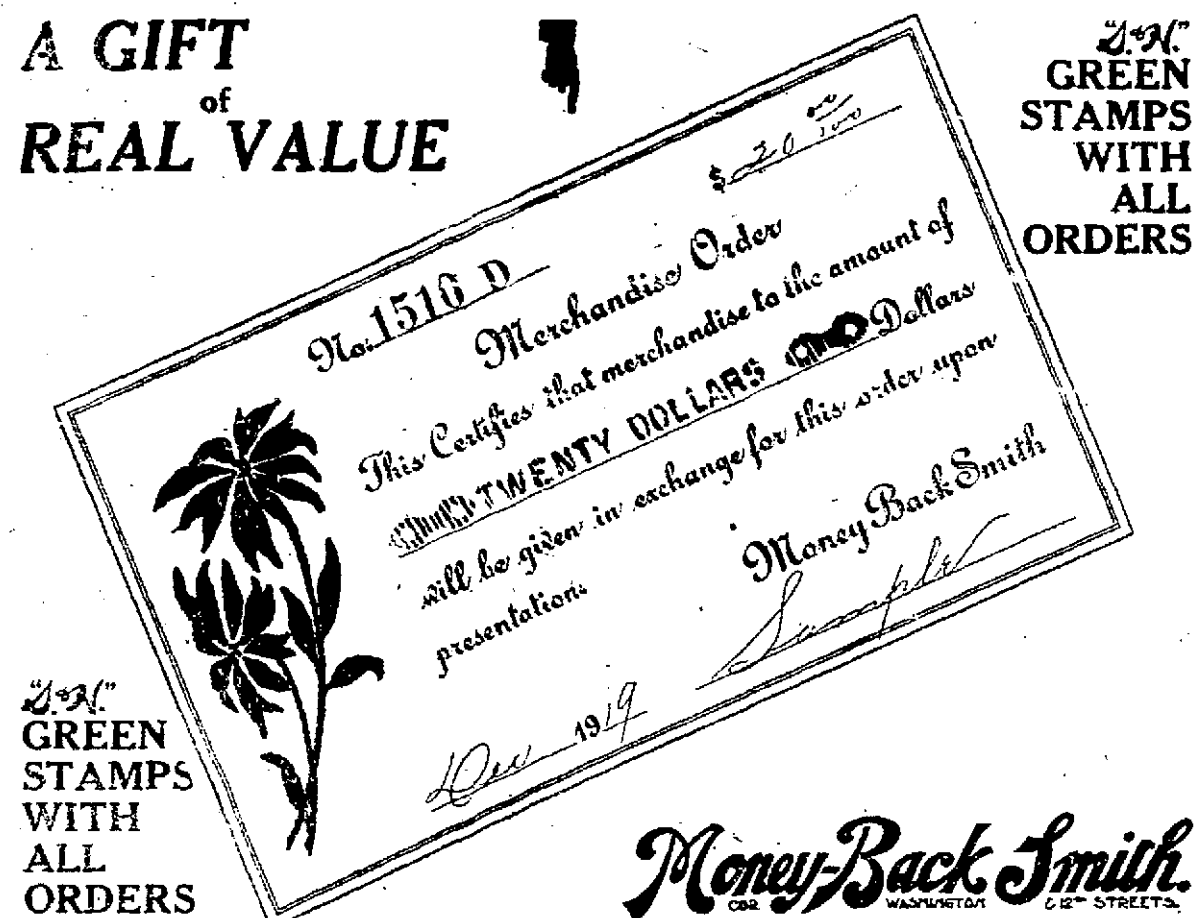 A GIFT
of
REAL VALUE
"S.&H."
GREEN
STAMPS
WITH
ALL
ORDERS
$20 00/100
No. 1516 D
Merchandise Order
This Certifies that merchandise to the amount of
TWENTY DOLLARS Dollars
will be given in exchange for this order upon
presentation.
Money Back Smith
Sample
Dec 1919
"S.&H."
GREEN
STAMPS
WITH
ALL
ORDERS
Money-Back Smith.
COR WASHINGTON & 12TH STREETS.